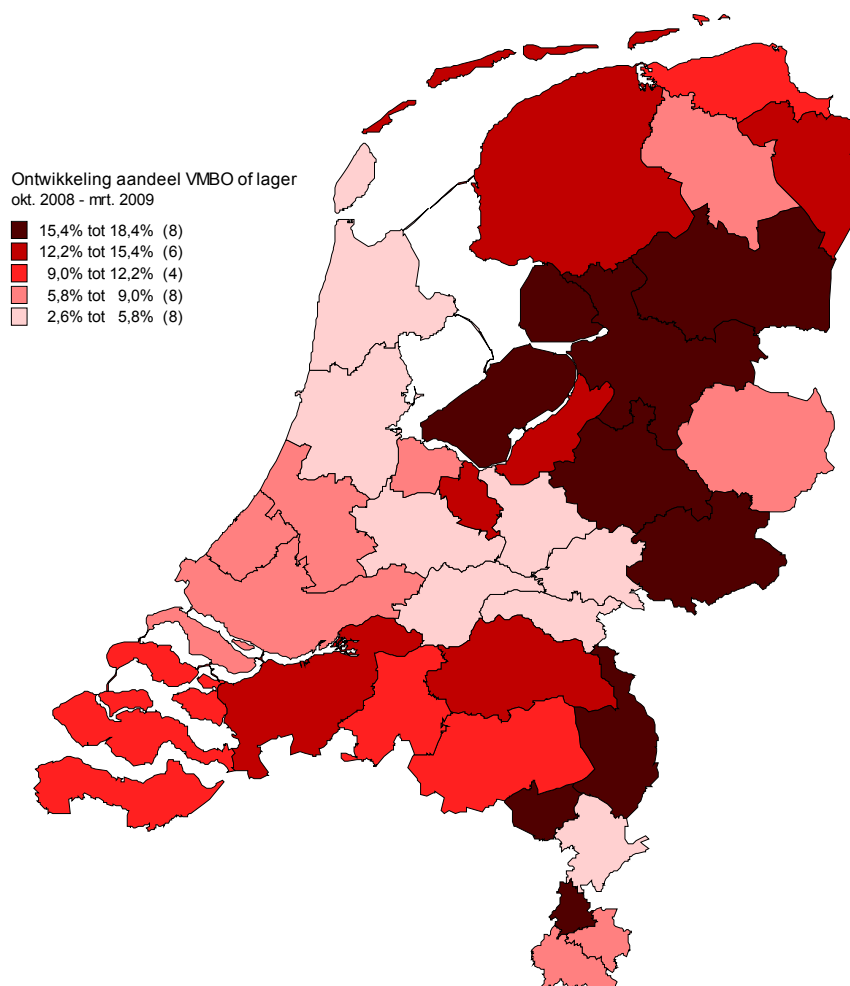 Ontwikkeling aandeel VMBO of lager
okt. 2008 - mrt. 2009
15,4% tot 18,4% (8)
12,2% tot 15,4% (6)
9,0% tot 12,2% (4)
5,8% tot 9,0% (8)
2,6% tot 5,8% (8)